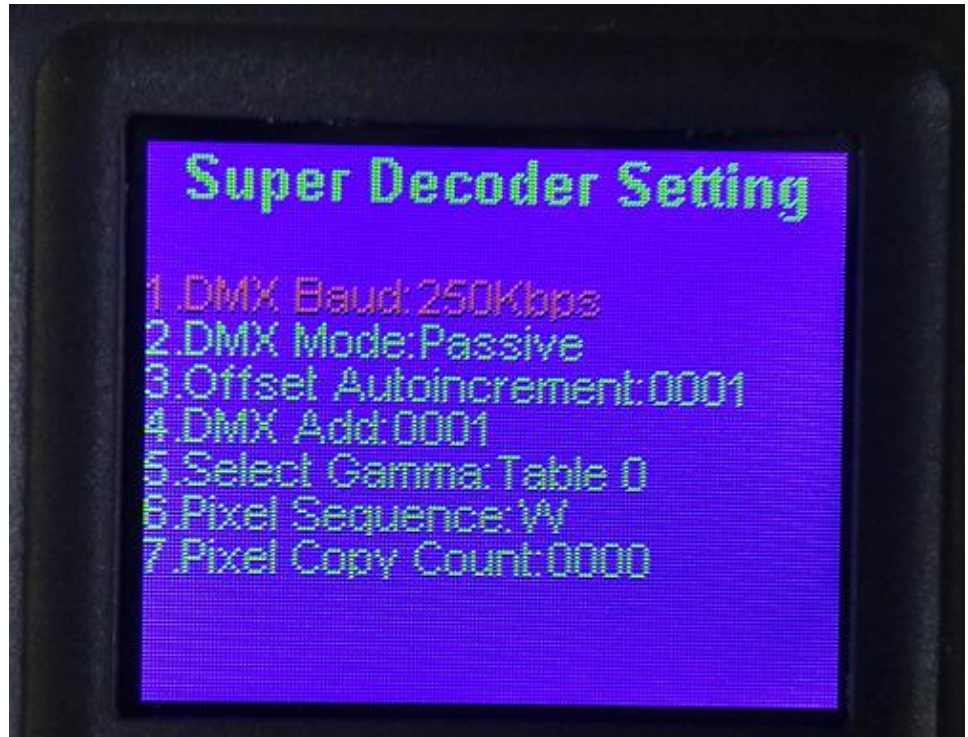 Super Decoder Setting
1.DMX Baud:250Kbps
2.DMX Mode:Passive
3.Offset Autoincrement:0001
4.DMX Add:0001
5.Select Gamma:Table 0
6.Pixel Sequence:W
7.Pixel Copy Count:0000